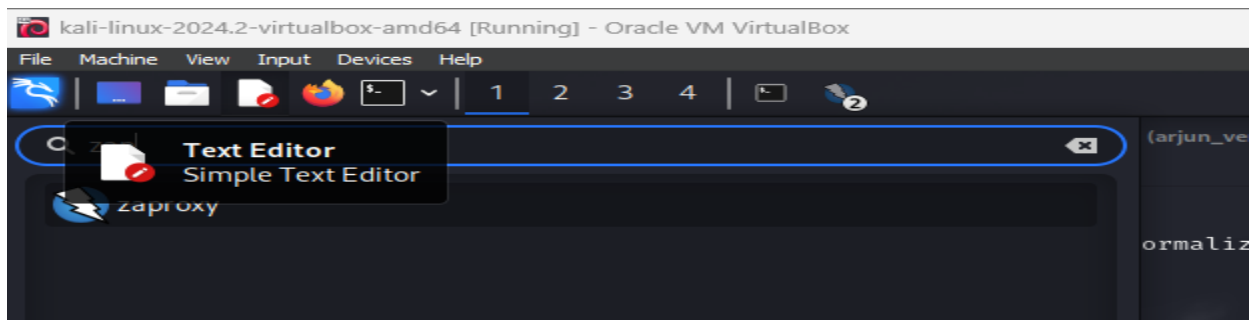 kali-linux-2024.2-virtualbox-amd64 [Running] - Oracle VM VirtualBox
File Machine View Input Devices Help
1 2 3 4 2
Text Editor
Simple Text Editor
zaproxy
(arjun_ve
ormaliz